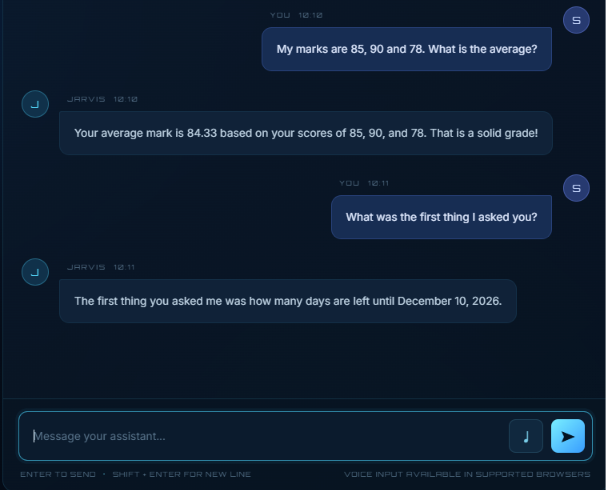 YOU 10:10
S
My marks are 85, 90 and 78. What is the average?
J
JARVIS 10:10
Your average mark is 84.33 based on your scores of 85, 90, and 78. That is a solid grade!
YOU 10:11
S
What was the first thing I asked you?
J
JARVIS 10:11
The first thing you asked me was how many days are left until December 10, 2026.
Message your assistant...
ENTER TO SEND • SHIFT + ENTER FOR NEW LINE
VOICE INPUT AVAILABLE IN SUPPORTED BROWSERS